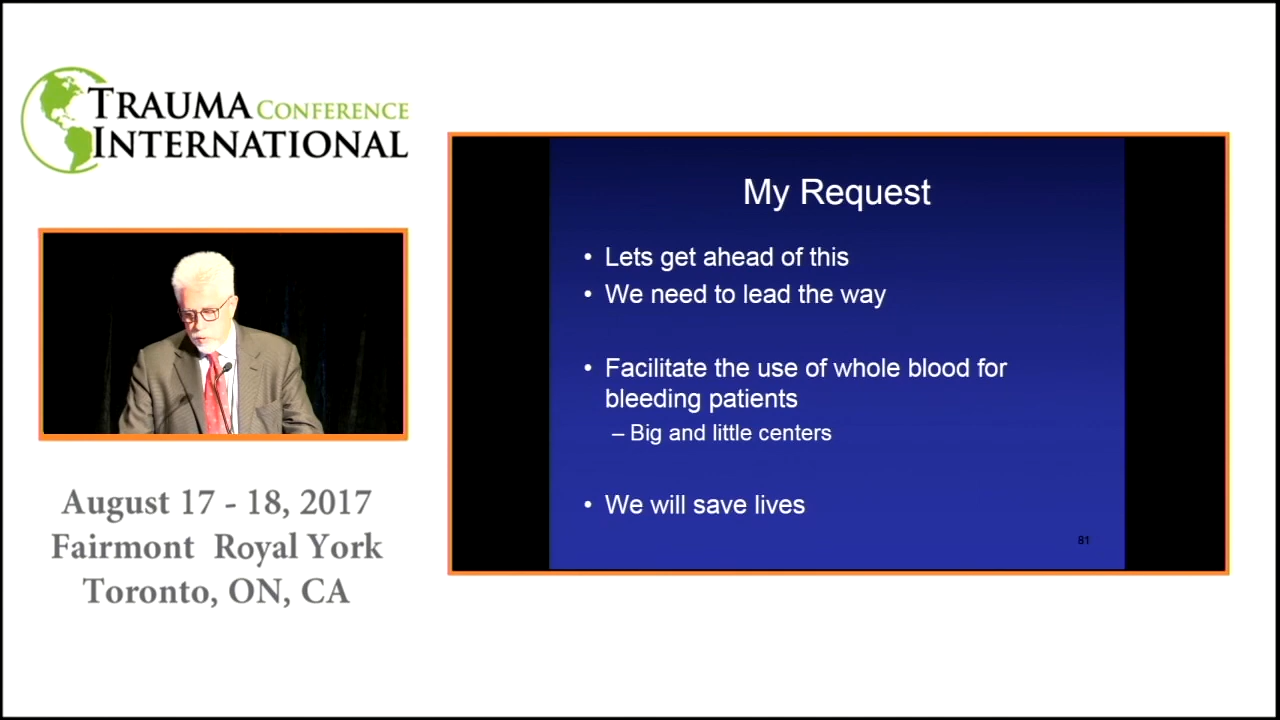 TRAUMA CONFERENCE
INTERNATIONAL
August 17 - 18, 2017
Fairmont Royal York
Toronto, ON, CA
My Request
• Lets get ahead of this
• We need to lead the way
• Facilitate the use of whole blood for
bleeding patients
– Big and little centers
• We will save lives
81